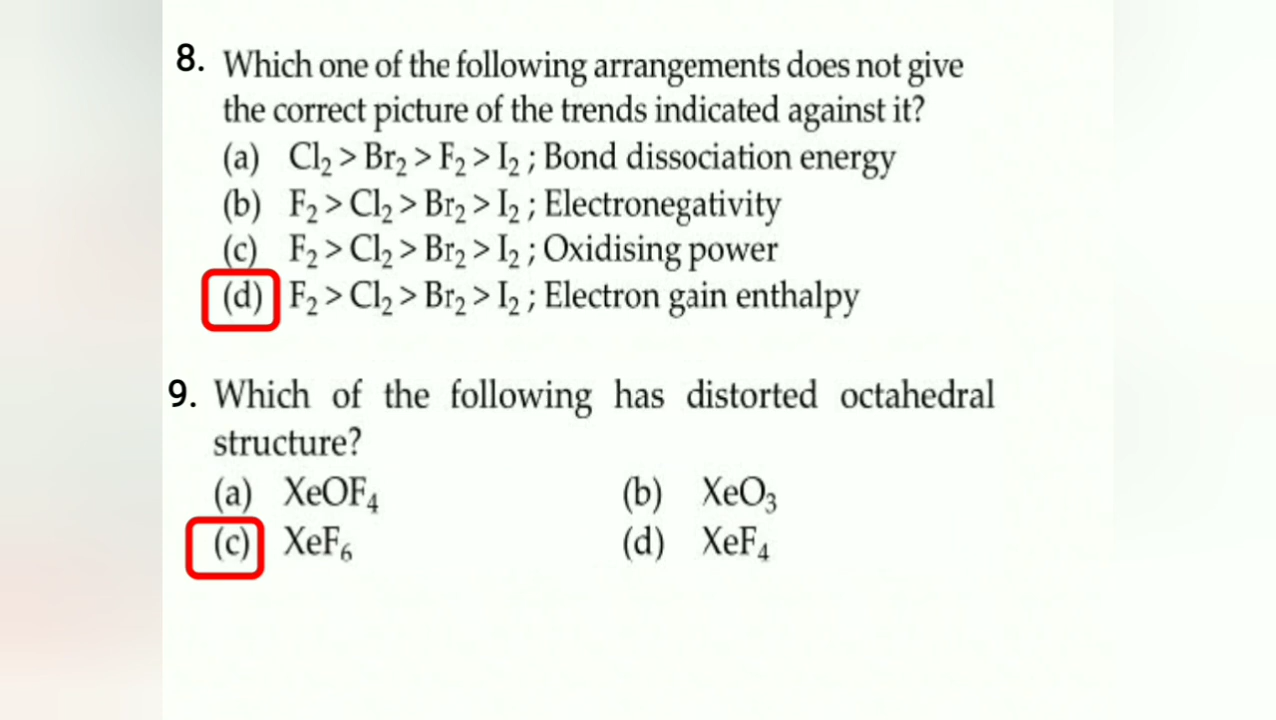 8. Which one of the following arrangements does not give
the correct picture of the trends indicated against it?
(a) Cl₂ > Br₂ > F₂ > I₂ ; Bond dissociation energy
(b) F₂ > Cl₂ > Br₂ > I₂ ; Electronegativity
(c) F₂ > Cl₂ > Br₂ > I₂ ; Oxidising power
(d) F₂ > Cl₂ > Br₂ > I₂ ; Electron gain enthalpy
9. Which of the following has distorted octahedral
structure?
(a) XeOF₄ (b) XeO₃
(c) XeF₆ (d) XeF₄